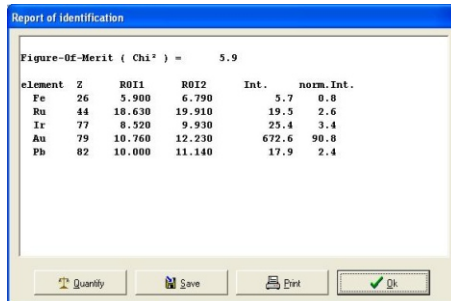 Report of identification
Figure-Of-Merit ( Chi² ) = 5.9
element Z ROI1 ROI2 Int. norm.Int.
Fe 26 5.900 6.790 5.7 0.8
Ru 44 18.630 19.910 19.5 2.6
Ir 77 8.520 9.930 25.4 3.4
Au 79 10.760 12.230 672.6 90.8
Pb 82 10.000 11.140 17.9 2.4
Quantify Save Print Ok